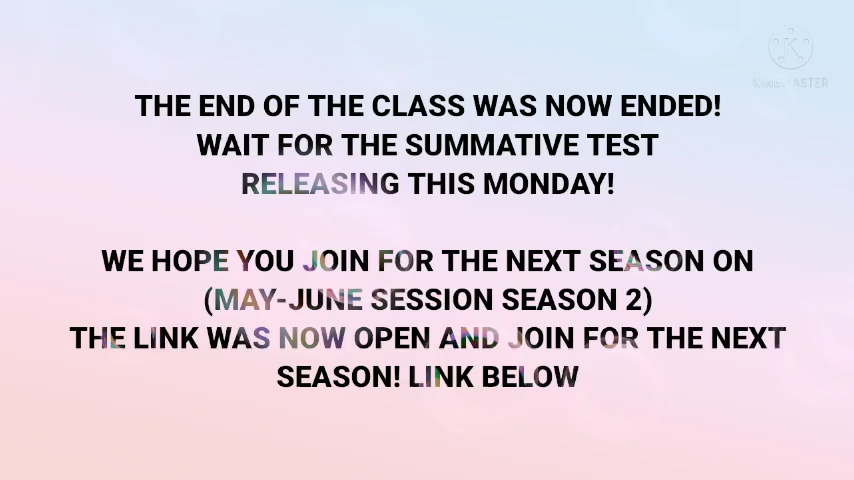 THE END OF THE CLASS WAS NOW ENDED!
WAIT FOR THE SUMMATIVE TEST
RELEASING THIS MONDAY!
WE HOPE YOU JOIN FOR THE NEXT SEASON ON
(MAY-JUNE SESSION SEASON 2)
THE LINK WAS NOW OPEN AND JOIN FOR THE NEXT
SEASON! LINK BELOW